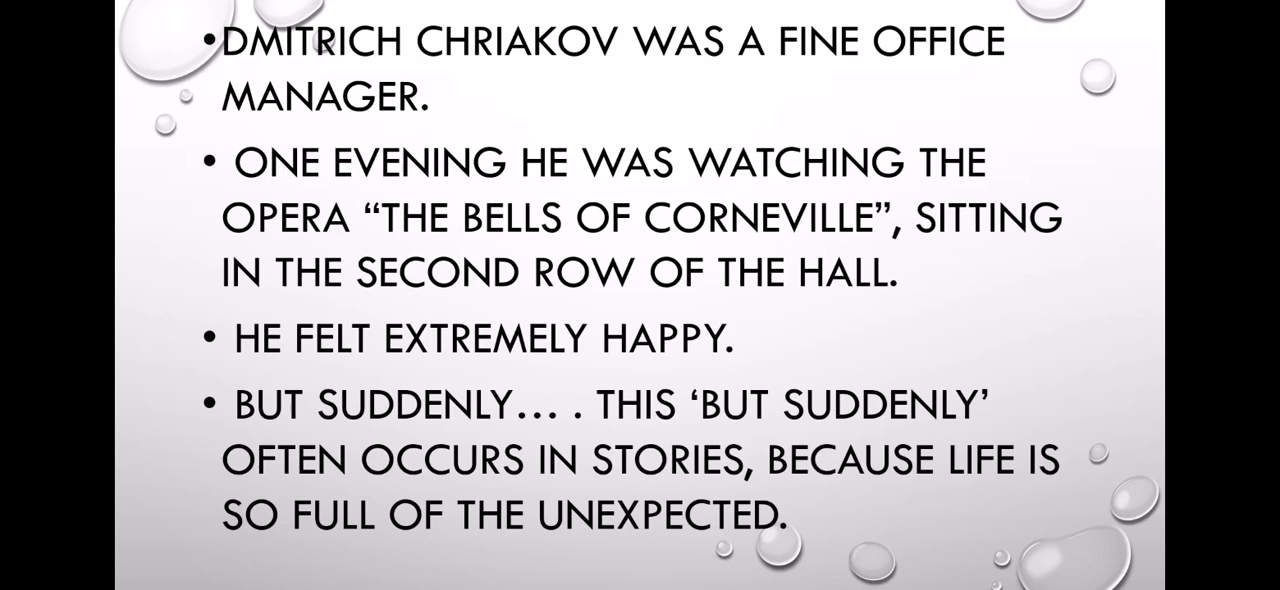 •DMITRICH CHRIAKOV WAS A FINE OFFICE
MANAGER.
• ONE EVENING HE WAS WATCHING THE
OPERA “THE BELLS OF CORNEVILLE”, SITTING
IN THE SECOND ROW OF THE HALL.
• HE FELT EXTREMELY HAPPY.
• BUT SUDDENLY… . THIS ‘BUT SUDDENLY’
OFTEN OCCURS IN STORIES, BECAUSE LIFE IS
SO FULL OF THE UNEXPECTED.